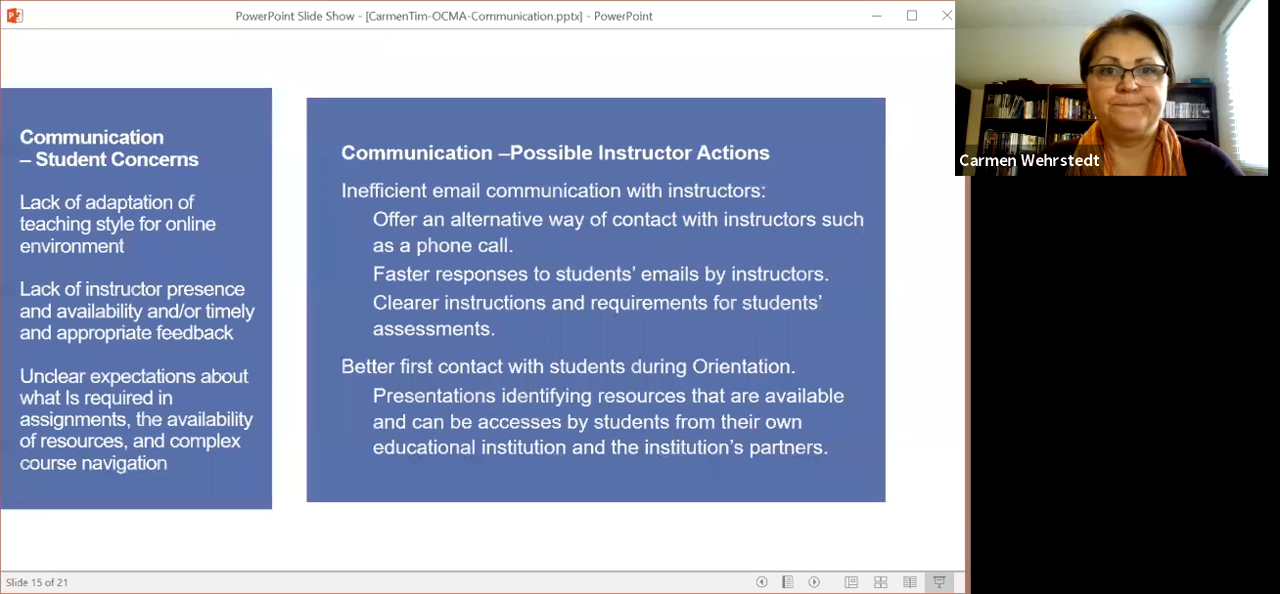 PowerPoint Slide Show - [CarmenTim-OCMA-Communication.pptx] - PowerPoint
Communication
– Student Concerns
Lack of adaptation of
teaching style for online
environment
Lack of instructor presence
and availability and/or timely
and appropriate feedback
Unclear expectations about
what Is required in
assignments, the availability
of resources, and complex
course navigation
Communication –Possible Instructor Actions
Inefficient email communication with instructors:
Offer an alternative way of contact with instructors such
as a phone call.
Faster responses to students’ emails by instructors.
Clearer instructions and requirements for students’
assessments.
Better first contact with students during Orientation.
Presentations identifying resources that are available
and can be accesses by students from their own
educational institution and the institution’s partners.
Carmen Wehrstedt
Slide 15 of 21